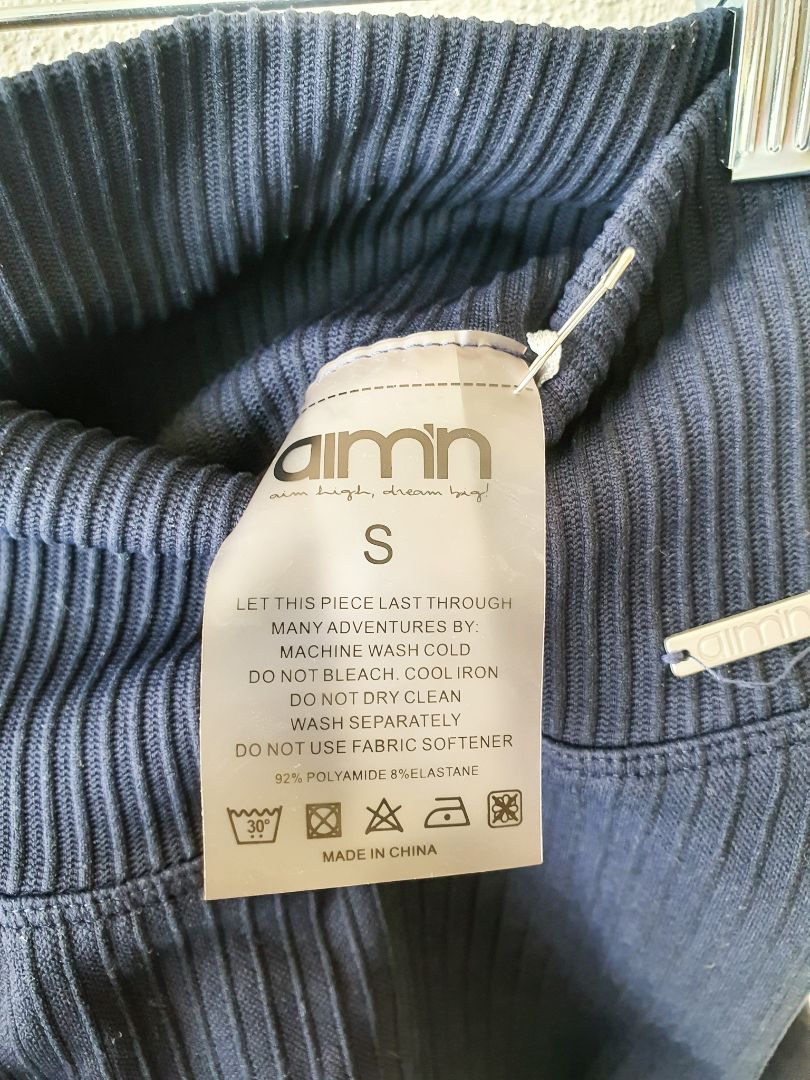 aim'n
aim high, dream big!
S
LET THIS PIECE LAST THROUGH
MANY ADVENTURES BY:
MACHINE WASH COLD
DO NOT BLEACH. COOL IRON
DO NOT DRY CLEAN
WASH SEPARATELY
DO NOT USE FABRIC SOFTENER
92% POLYAMIDE 8%ELASTANE
30°
MADE IN CHINA
aim'n